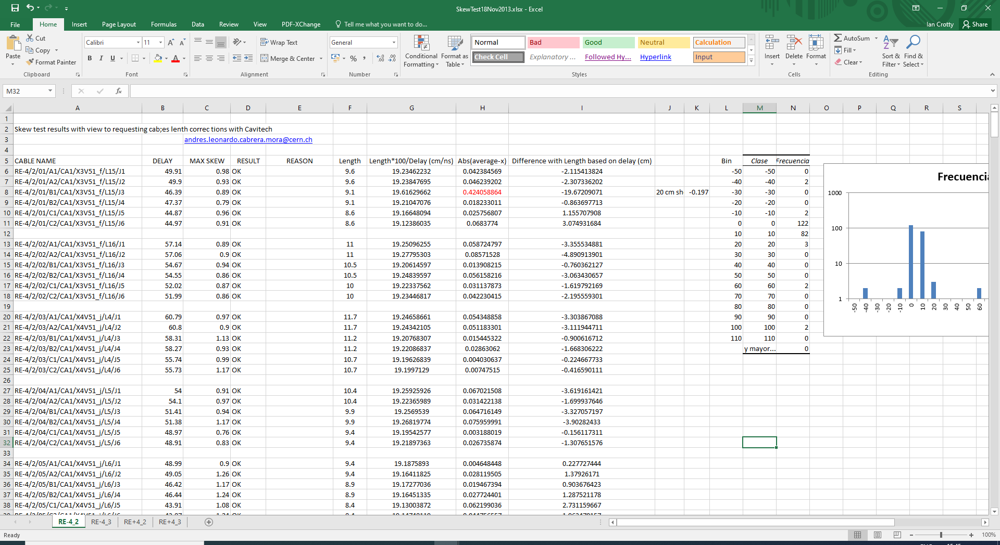 SkewTest18Nov2013.xlsx - Excel
File Home Insert Page Layout Formulas Data Review View PDF-XChange Tell me what you want to do... Ian Crotty Share
Paste Cut Copy Format Painter Clipboard
Calibri 11 B I U Font
Wrap Text Merge & Center Alignment
General % , Number
Conditional Formatting Format as Table
Normal Bad Good Neutral Calculation
Check Cell Explanatory ... Followed Hy... Hyperlink Input
Styles
Insert Delete Format Cells
AutoSum Fill Clear Sort & Filter Find & Select Editing
M32 fx
A B C D E F G H I J K L M N O P Q R S
1
2 Skew test results with view to requesting cab;es lenth correc tions with Cavitech
3 andres.leonardo.cabrera.mora@cern.ch
4
5 CABLE NAME DELAY MAX SKEW RESULT REASON Length Length*100/Delay (cm/ns) Abs(average-x) Difference with Length based on delay (cm) Bin Clase Frecuencia
6 RE-4/2/01/A1/CA1/X3V51_f/L15/J1 49.91 0.98 OK 9.6 19.23462232 0.042384569 -2.115413824 -50 -50 0
7 RE-4/2/01/A2/CA1/X3V51_f/L15/J2 49.9 0.93 OK 9.6 19.23847695 0.046239202 -2.307336202 -40 -40 2
8 RE-4/2/01/B1/CA1/X3V51_f/L15/J3 46.39 0.89 OK 9.1 19.61629662 0.424058864 -19.67209071 20 cm sh -0.197 -30 -30 0
9 RE-4/2/01/B2/CA1/X3V51_f/L15/J4 47.37 0.79 OK 9.1 19.21047076 0.018233011 -0.863697713 -20 -20 0
10 RE-4/2/01/C1/CA1/X3V51_f/L15/J5 44.87 0.96 OK 8.6 19.16648094 0.025756807 1.155707908 -10 -10 2
11 RE-4/2/01/C2/CA1/X3V51_f/L15/J6 44.97 0.91 OK 8.6 19.12386035 0.0683774 3.074931684 0 0 122
12 10 10 82
13 RE-4/2/02/A1/CA1/X3V51_f/L16/J1 57.14 0.89 OK 11 19.25096255 0.058724797 -3.355534881 20 20 3
14 RE-4/2/02/A2/CA1/X3V51_f/L16/J2 57.06 0.9 OK 11 19.27795303 0.08571528 -4.890913901 30 30 0
15 RE-4/2/02/B1/CA1/X3V51_f/L16/J3 54.67 0.94 OK 10.5 19.20614597 0.013908215 -0.760362127 40 40 0
16 RE-4/2/02/B2/CA1/X3V51_f/L16/J4 54.55 0.86 OK 10.5 19.24839597 0.056158216 -3.063430657 50 50 0
17 RE-4/2/02/C1/CA1/X3V51_f/L16/J5 52.02 0.87 OK 10 19.22337562 0.031137873 -1.619792169 60 60 2
18 RE-4/2/02/C2/CA1/X3V51_f/L16/J6 51.99 0.86 OK 10 19.23446817 0.042230415 -2.195559301 70 70 0
19 80 80 0
20 RE-4/2/03/A1/CA1/X4V51_j/L4/J1 60.79 0.97 OK 11.7 19.24658661 0.054348858 -3.303867088 90 90 0
21 RE-4/2/03/A2/CA1/X4V51_j/L4/J2 60.8 0.9 OK 11.7 19.24342105 0.051183301 -3.111944711 100 100 2
22 RE-4/2/03/B1/CA1/X4V51_j/L4/J3 58.31 1.13 OK 11.2 19.20768307 0.015445322 -0.900616712 110 110 0
23 RE-4/2/03/B2/CA1/X4V51_j/L4/J4 58.27 0.93 OK 11.2 19.22086837 0.02863062 -1.668306222 y mayor... 0
24 RE-4/2/03/C1/CA1/X4V51_j/L4/J5 55.74 0.99 OK 10.7 19.19626839 0.004030637 -0.224667733
25 RE-4/2/03/C2/CA1/X4V51_j/L4/J6 55.73 1.17 OK 10.7 19.1997129 0.00747515 -0.416590111
26
27 RE-4/2/04/A1/CA1/X4V51_j/L5/J1 54 0.91 OK 10.4 19.25925926 0.067021508 -3.619161421
28 RE-4/2/04/A2/CA1/X4V51_j/L5/J2 54.1 0.97 OK 10.4 19.22365989 0.031422138 -1.699937646
29 RE-4/2/04/B1/CA1/X4V51_j/L5/J3 51.41 0.94 OK 9.9 19.2569539 0.064716149 -3.327057197
30 RE-4/2/04/B2/CA1/X4V51_j/L5/J4 51.38 1.17 OK 9.9 19.26819774 0.075959991 -3.90282433
31 RE-4/2/04/C1/CA1/X4V51_j/L5/J5 48.97 0.76 OK 9.4 19.19542577 0.003188019 -0.156117311
32 RE-4/2/04/C2/CA1/X4V51_j/L5/J6 48.91 0.83 OK 9.4 19.21897363 0.026735874 -1.307651576
33
34 RE-4/2/05/A1/CA1/X4V51_j/L6/J1 48.99 0.9 OK 9.4 19.1875893 0.004648448 0.227727444
35 RE-4/2/05/A2/CA1/X4V51_j/L6/J2 49.05 1.26 OK 9.4 19.16411825 0.028119505 1.37926171
36 RE-4/2/05/B1/CA1/X4V51_j/L6/J3 46.42 1.17 OK 8.9 19.17277036 0.019467394 0.903676423
37 RE-4/2/05/B2/CA1/X4V51_j/L6/J4 46.44 1.24 OK 8.9 19.16451335 0.027724401 1.287521178
38 RE-4/2/05/C1/CA1/X4V51_j/L6/J5 43.91 1.08 OK 8.4 19.13003872 0.062199036 2.731159667
Frecuencia
1000
100
10
1
-50 -40 -30 -20 -10 0 10 20 30 40 50 60
RE-4_2 RE-4_3 RE+4_2 RE+4_3
Ready 100%